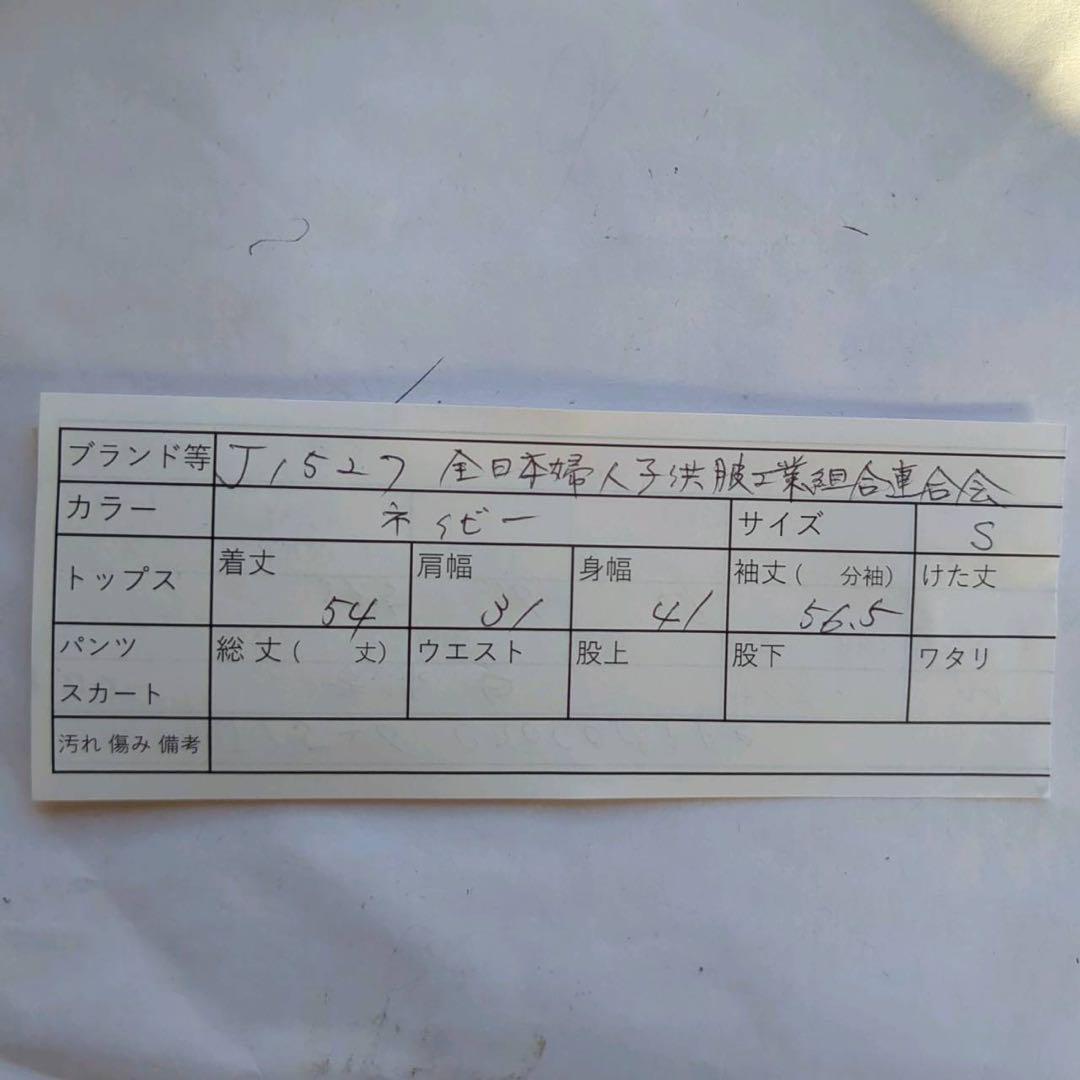 ブランド等 J1527 全日本婦人子供服工業組合連合会
カラー ネイビー サイズ S
トップス 着丈 54 肩幅 31 身幅 41 袖丈( 分袖) 56.5 けた丈
パンツ スカート 総丈( 丈) ウエスト 股上 股下 ワタリ
汚れ 傷み 備考